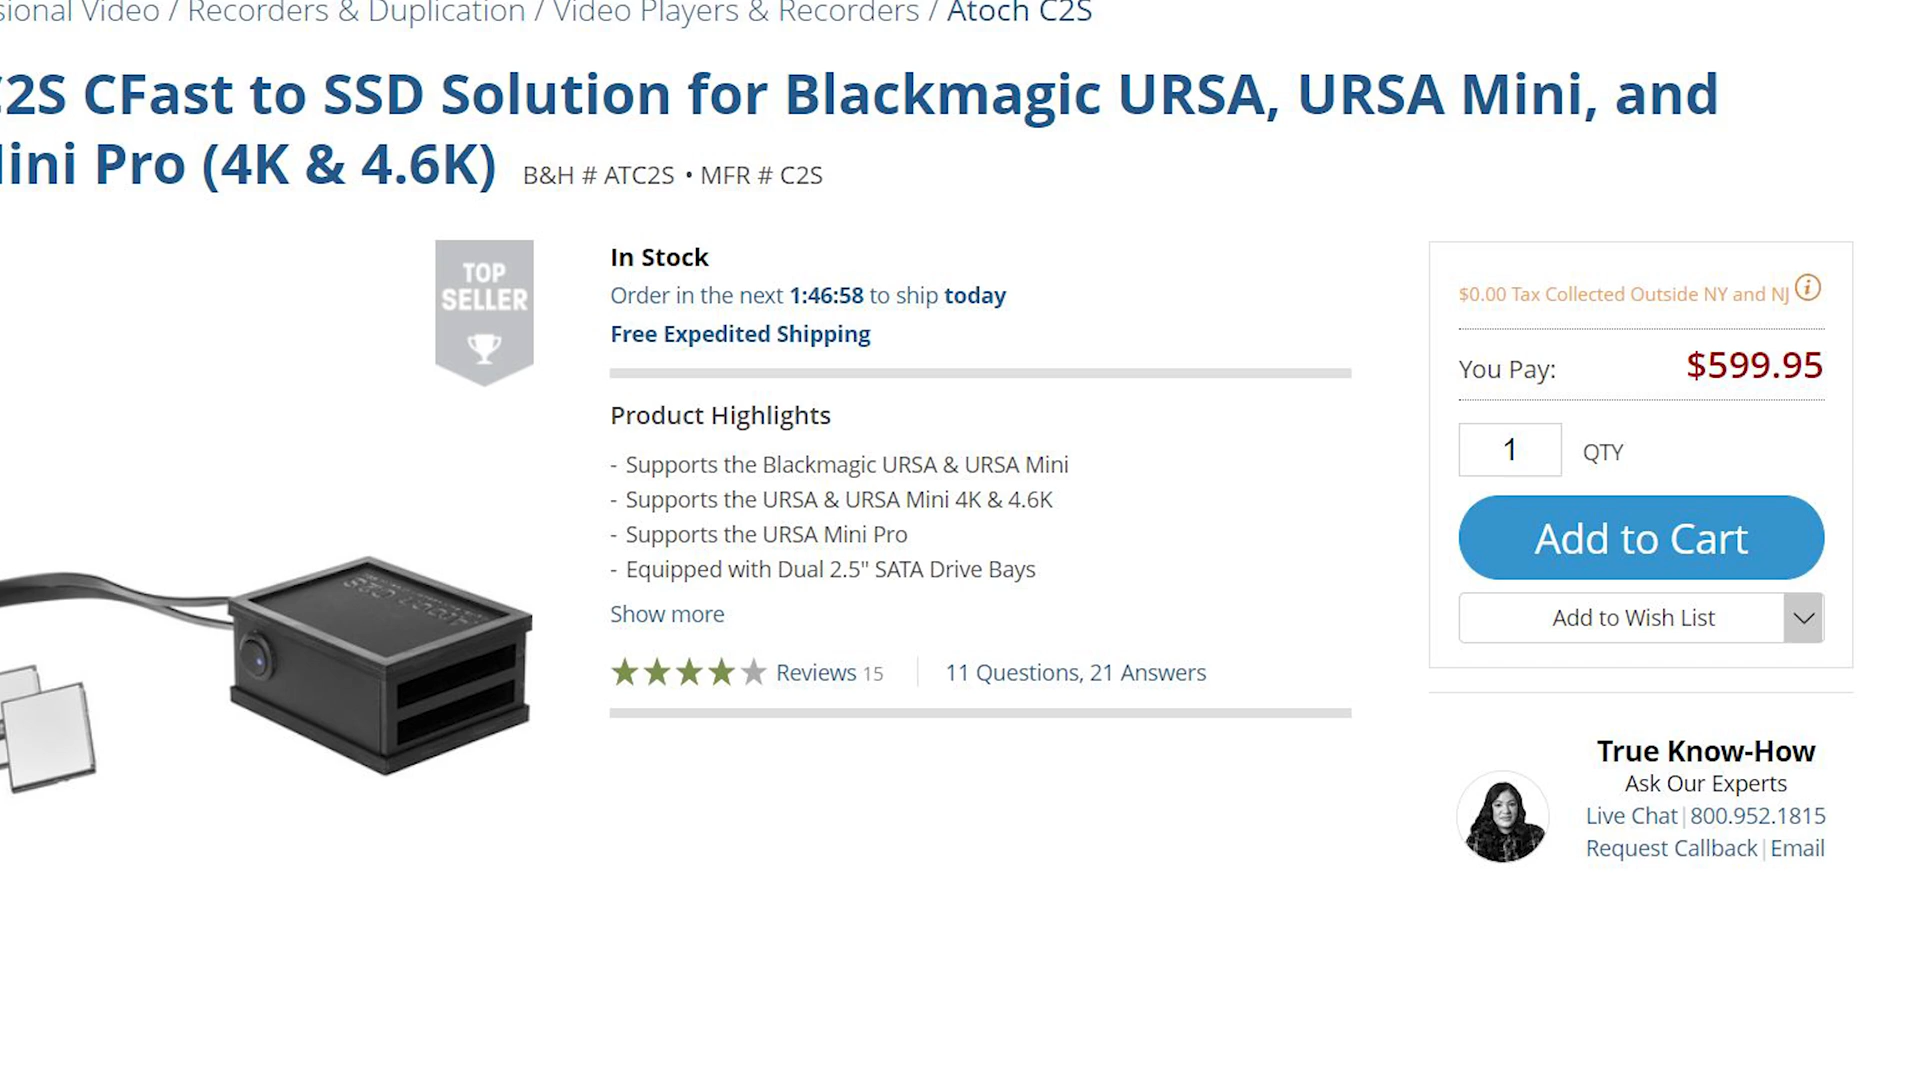 sional Video / Recorders & Duplication / Video Players & Recorders / Atoch C2S
C2S CFast to SSD Solution for Blackmagic URSA, URSA Mini, and
Mini Pro (4K & 4.6K) B&H # ATC2S • MFR # C2S
TOP
SELLER
In Stock
Order in the next 1:46:58 to ship today
Free Expedited Shipping
Product Highlights
- Supports the Blackmagic URSA & URSA Mini
- Supports the URSA & URSA Mini 4K & 4.6K
- Supports the URSA Mini Pro
- Equipped with Dual 2.5" SATA Drive Bays
Show more
Reviews 15
11 Questions, 21 Answers
$0.00 Tax Collected Outside NY and NJ i
You Pay: $599.95
1 QTY
Add to Cart
Add to Wish List
True Know-How
Ask Our Experts
Live Chat | 800.952.1815
Request Callback | Email